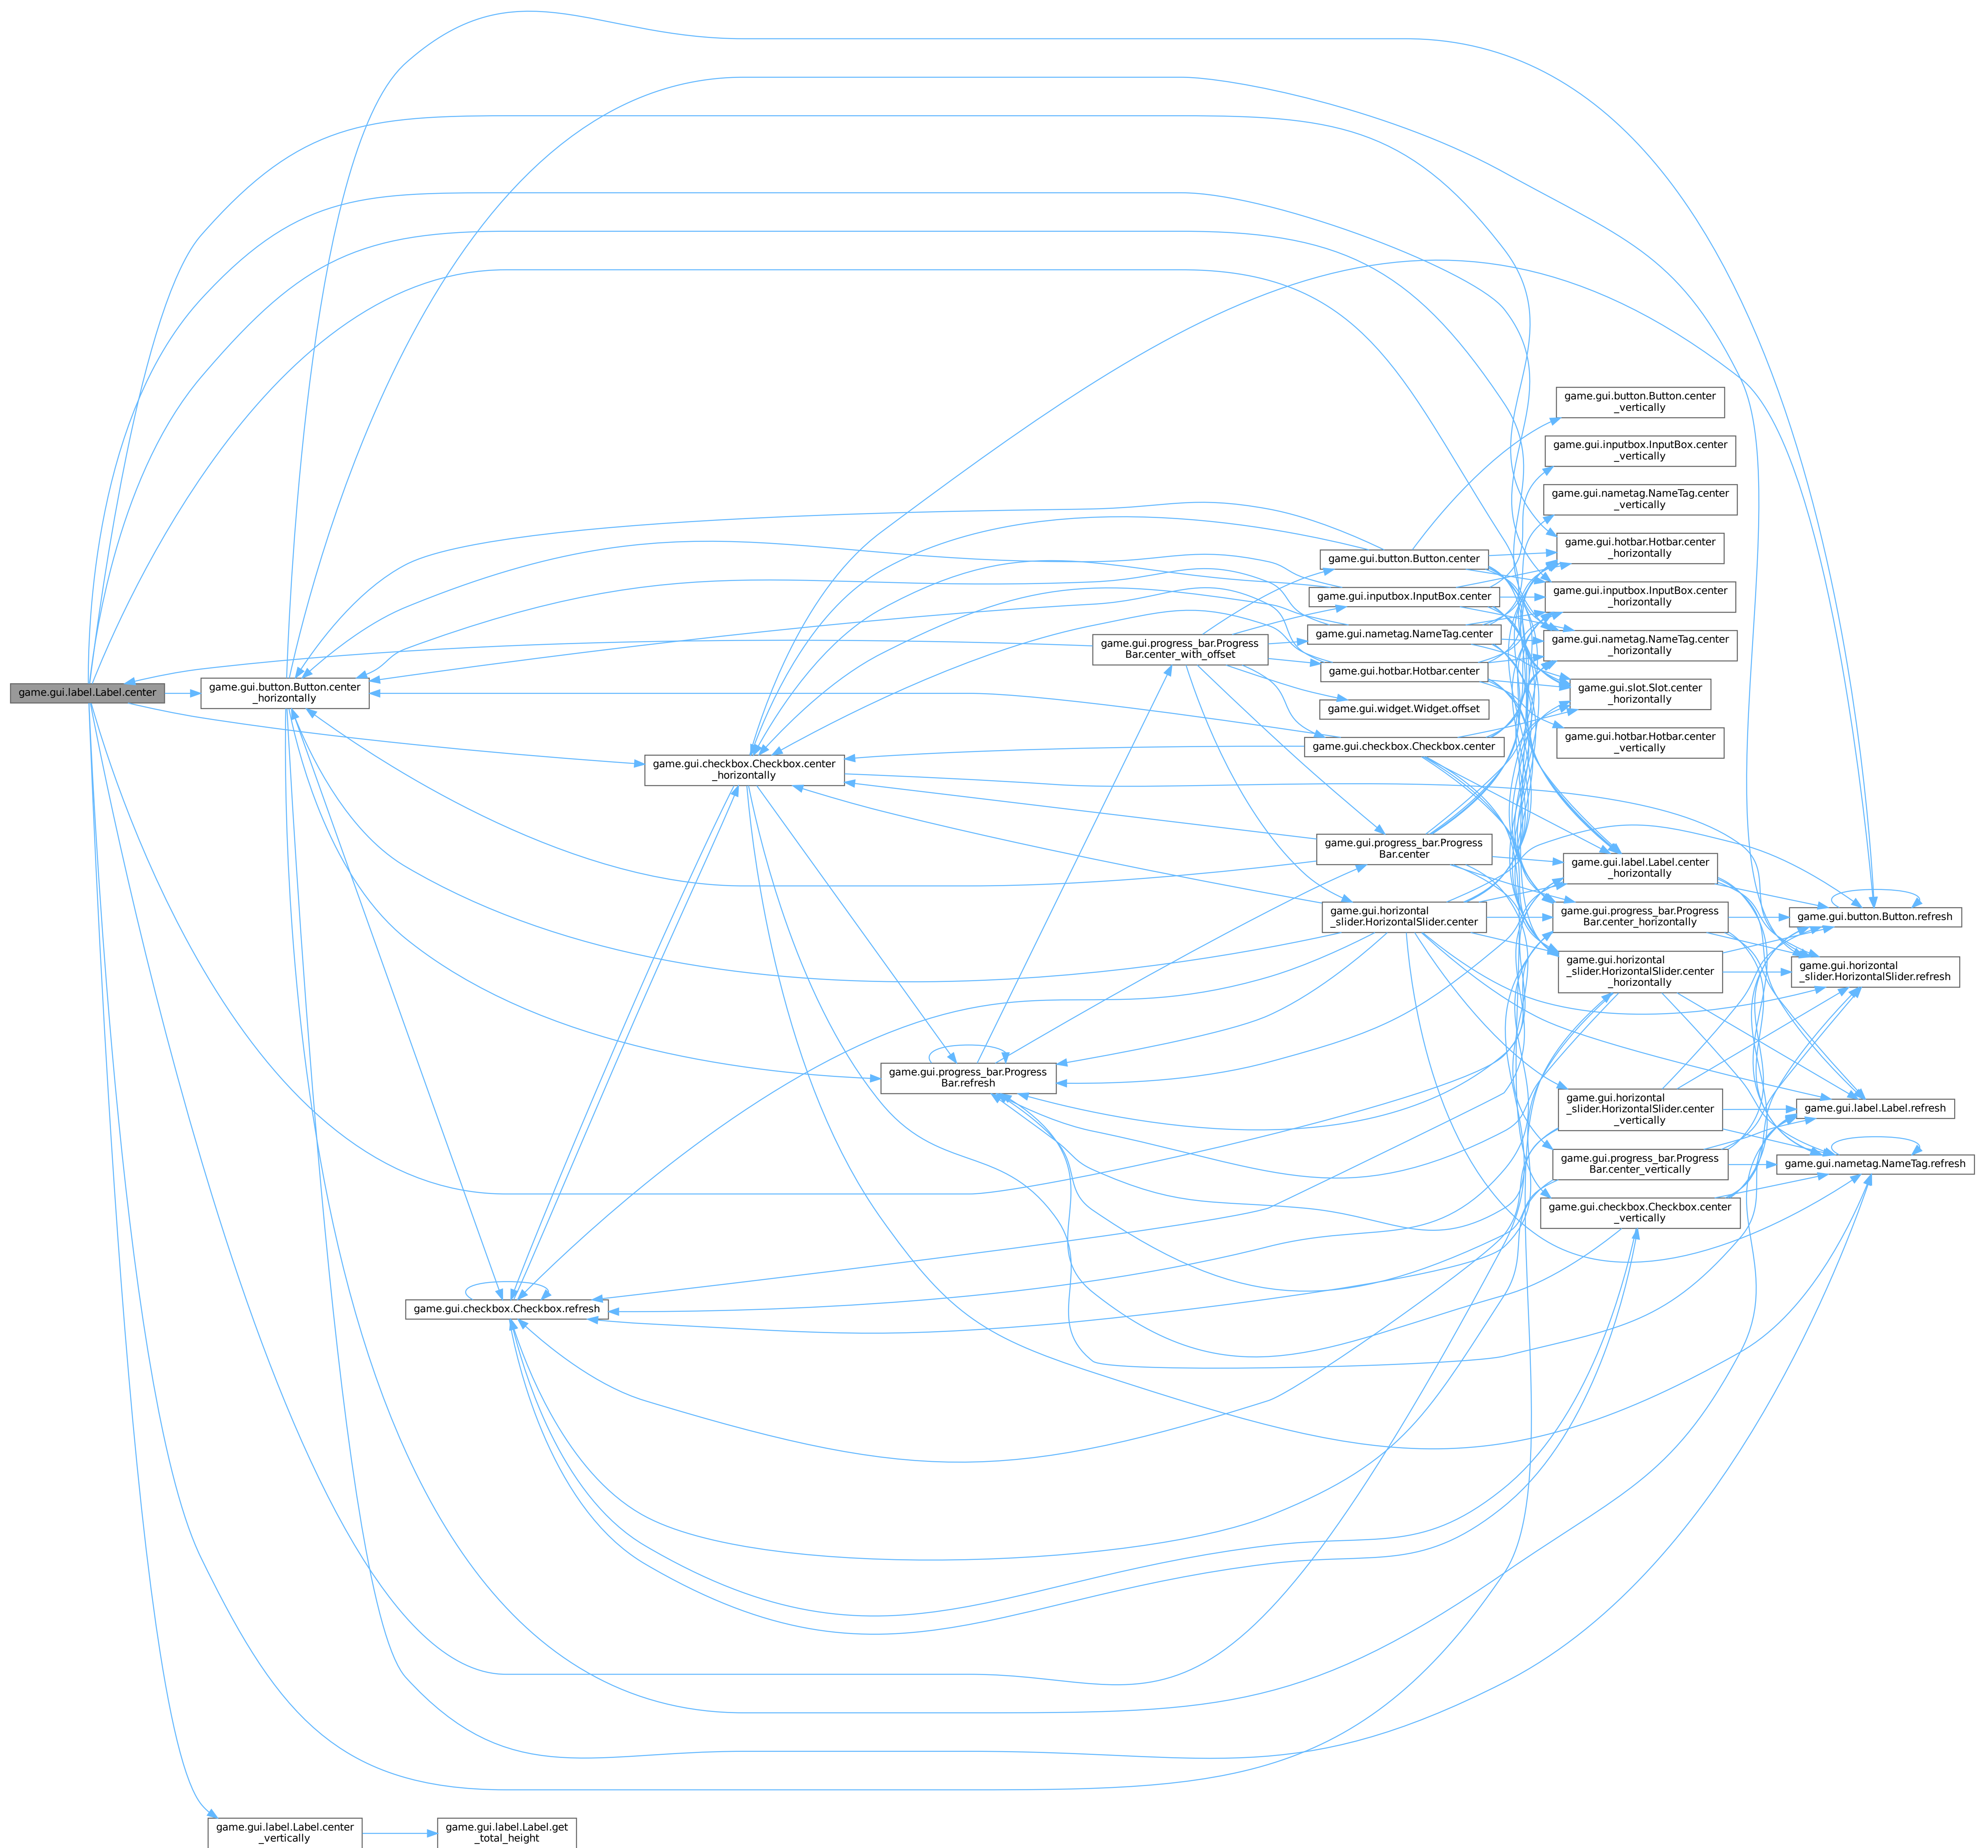 game.gui.label.Label.center
game.gui.button.Button.center
_horizontally
game.gui.label.Label.center
_vertically
game.gui.label.Label.get
_total_height
game.gui.checkbox.Checkbox.refresh
game.gui.checkbox.Checkbox.center
_horizontally
game.gui.progress_bar.Progress
Bar.refresh
game.gui.progress_bar.Progress
Bar.center_with_offset
game.gui.button.Button.center
game.gui.inputbox.InputBox.center
game.gui.nametag.NameTag.center
game.gui.hotbar.Hotbar.center
game.gui.widget.Widget.offset
game.gui.checkbox.Checkbox.center
game.gui.progress_bar.Progress
Bar.center
game.gui.horizontal
_slider.HorizontalSlider.center
game.gui.button.Button.center
_vertically
game.gui.inputbox.InputBox.center
_vertically
game.gui.nametag.NameTag.center
_vertically
game.gui.hotbar.Hotbar.center
_horizontally
game.gui.inputbox.InputBox.center
_horizontally
game.gui.nametag.NameTag.center
_horizontally
game.gui.slot.Slot.center
_horizontally
game.gui.hotbar.Hotbar.center
_vertically
game.gui.label.Label.center
_horizontally
game.gui.progress_bar.Progress
Bar.center_horizontally
game.gui.horizontal
_slider.HorizontalSlider.center
_horizontally
game.gui.horizontal
_slider.HorizontalSlider.center
_vertically
game.gui.progress_bar.Progress
Bar.center_vertically
game.gui.checkbox.Checkbox.center
_vertically
game.gui.button.Button.refresh
game.gui.horizontal
_slider.HorizontalSlider.refresh
game.gui.label.Label.refresh
game.gui.nametag.NameTag.refresh